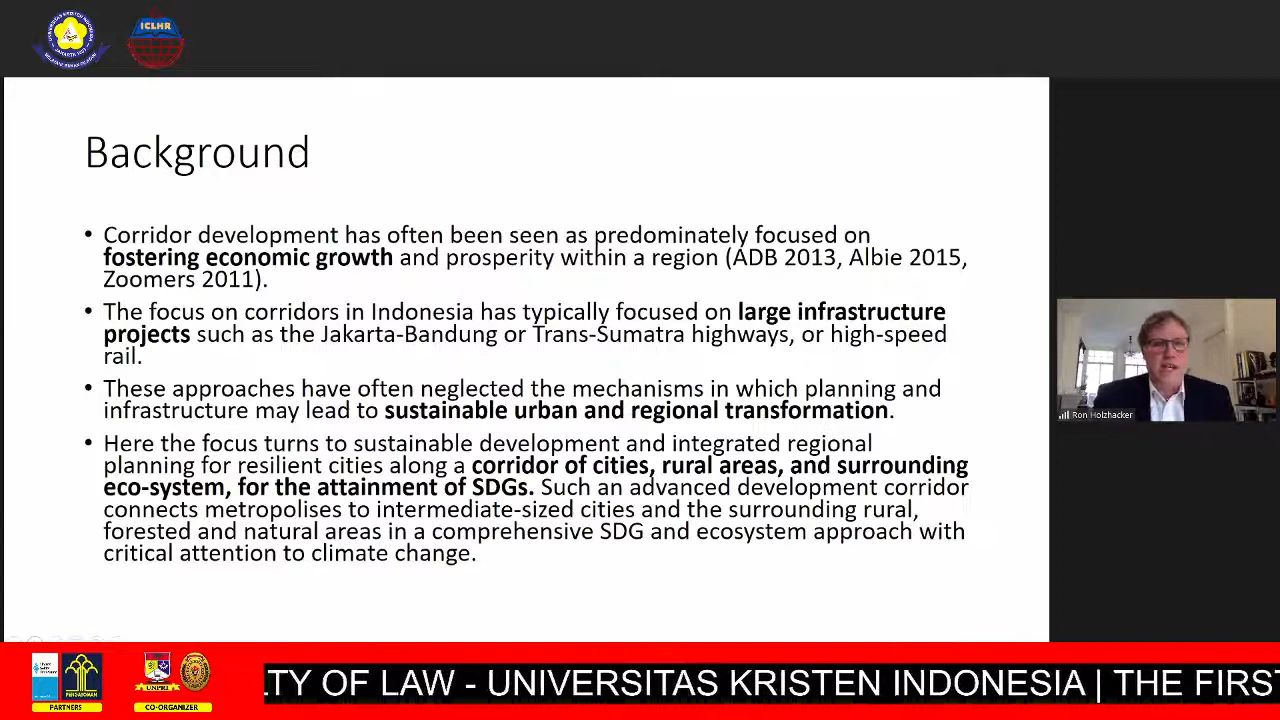 ICLHR
Background
• Corridor development has often been seen as predominately focused on
fostering economic growth and prosperity within a region (ADB 2013, Albie 2015,
Zoomers 2011).
• The focus on corridors in Indonesia has typically focused on large infrastructure
projects such as the Jakarta-Bandung or Trans-Sumatra highways, or high-speed
rail.
• These approaches have often neglected the mechanisms in which planning and
infrastructure may lead to sustainable urban and regional transformation.
• Here the focus turns to sustainable development and integrated regional
planning for resilient cities along a corridor of cities, rural areas, and surrounding
eco-system, for the attainment of SDGs. Such an advanced development corridor
connects metropolises to intermediate-sized cities and the surrounding rural,
forested and natural areas in a comprehensive SDG and ecosystem approach with
critical attention to climate change.
Ron Holzhacker
PENGAYOMAN
UNPRI
PARTNERS
CO-ORGANIZER
LTY OF LAW - UNIVERSITAS KRISTEN INDONESIA | THE FIRST